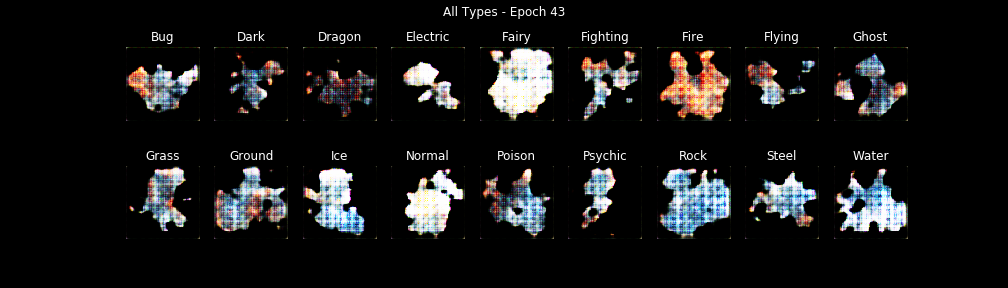 All Types - Epoch 43
Bug Dark Dragon Electric Fairy Fighting Fire Flying Ghost
Grass Ground Ice Normal Poison Psychic Rock Steel Water